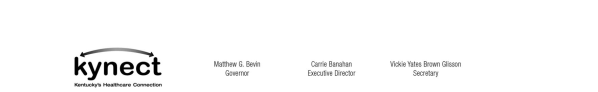 kynect
Kentucky's Healthcare Connection
Matthew G. Bevin
Governor
Carrie Banahan
Executive Director
Vickie Yates Brown Glisson
Secretary